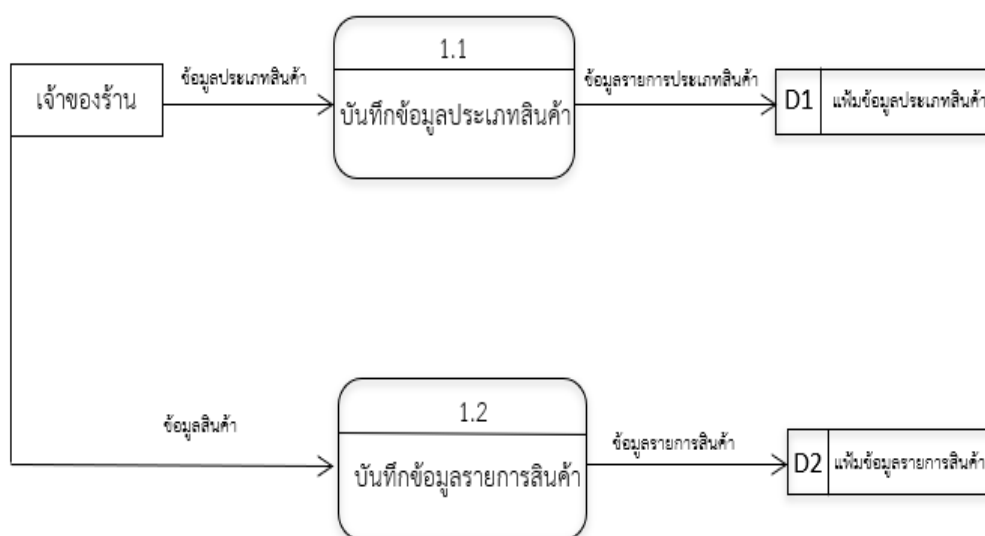 1.1
เจ้าของร้าน
ข้อมูลประเภทสินค้า
บันทึกข้อมูลประเภทสินค้า
ข้อมูลรายการประเภทสินค้า
D1
แฟ้มข้อมูลประเภทสินค้า
1.2
ข้อมูลสินค้า
บันทึกข้อมูลรายการสินค้า
ข้อมูลรายการสินค้า
D2
แฟ้มข้อมูลรายการสินค้า